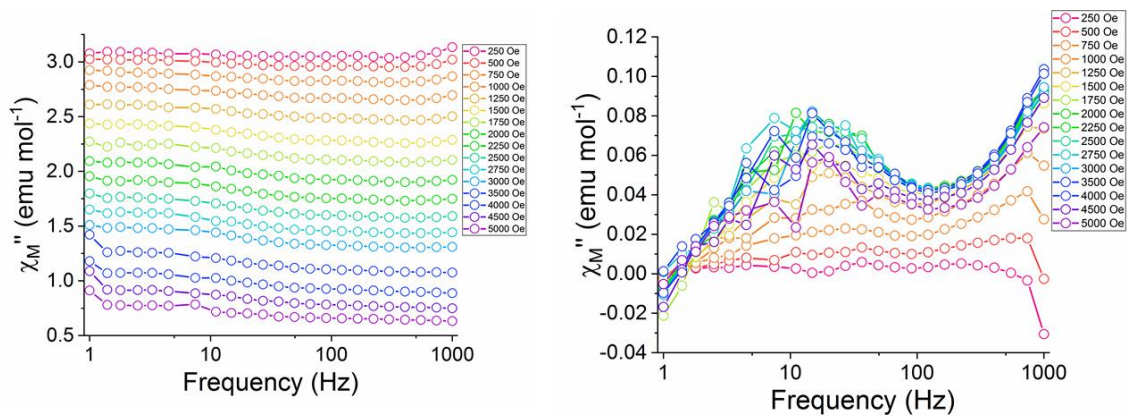 χM'' (emu mol-1)
3.0
2.5
2.0
1.5
1.0
0.5
1
10
100
1000
Frequency (Hz)
250 Oe
500 Oe
750 Oe
1000 Oe
1250 Oe
1500 Oe
1750 Oe
2000 Oe
2250 Oe
2500 Oe
2750 Oe
3000 Oe
3500 Oe
4000 Oe
4500 Oe
5000 Oe
χM'' (emu mol-1)
0.12
0.10
0.08
0.06
0.04
0.02
0.00
-0.02
-0.04
1
10
100
1000
Frequency (Hz)
250 Oe
500 Oe
750 Oe
1000 Oe
1250 Oe
1500 Oe
1750 Oe
2000 Oe
2250 Oe
2500 Oe
2750 Oe
3000 Oe
3500 Oe
4000 Oe
4500 Oe
5000 Oe